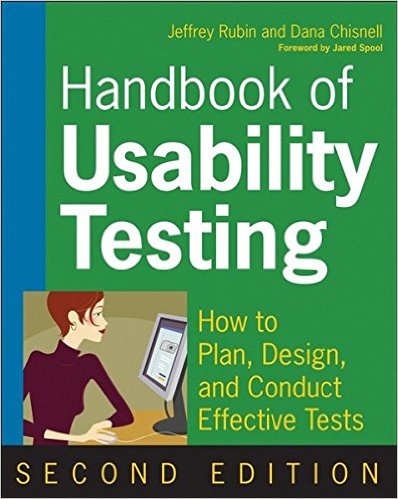 Jeffrey Rubin and Dana Chisnell
Foreword by Jared Spool
Handbook of
Usability
Testing
How to
Plan, Design,
and Conduct
Effective Tests
SECOND EDITION